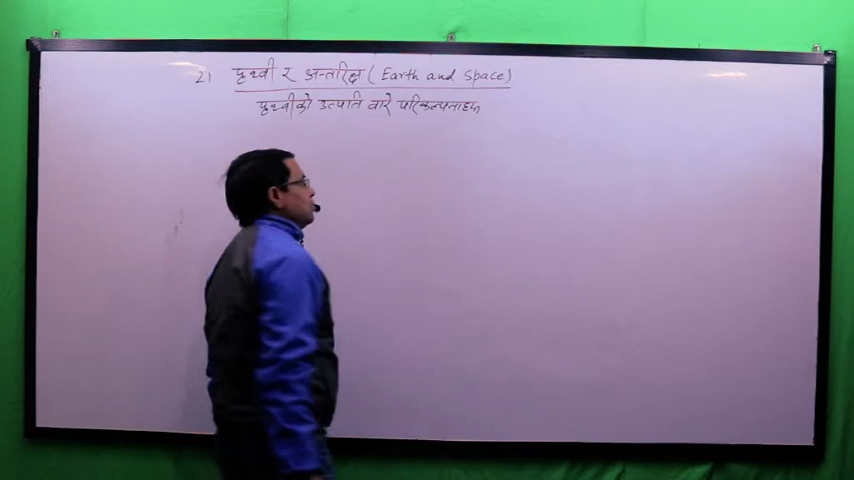 21 पृथ्वी र अन्तरिक्ष ( Earth and Space)
पृथ्वीको उत्पति बारे परिकल्पनाहरू